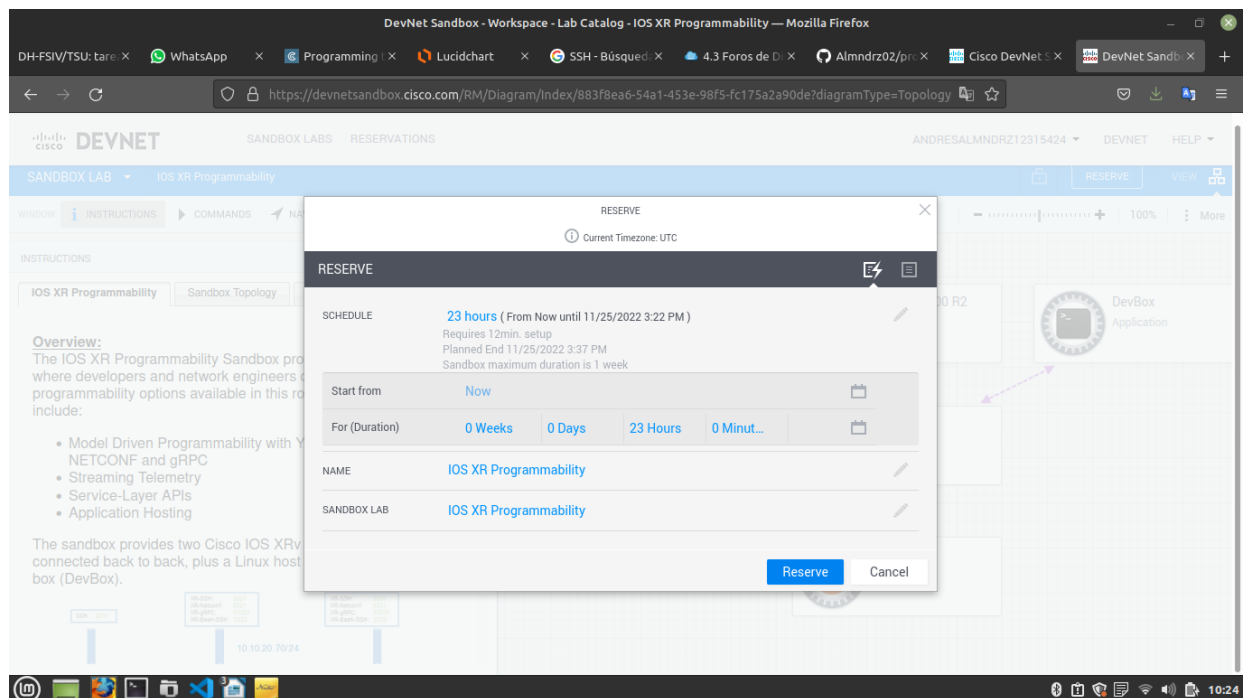 DevNet Sandbox - Workspace - Lab Catalog - IOS XR Programmability — Mozilla Firefox
DH-FSIV/TSU: tare WhatsApp Programming Lucidchart SSH - Búsqued 4.3 Foros de Di Almndrz02/pro Cisco DevNet S DevNet Sandb
https://devnetsandbox.cisco.com/RM/Diagram/Index/883f8ea6-54a1-453e-98f5-fc175a2a90de?diagramType=Topology
cisco DEVNET SANDBOX LABS RESERVATIONS ANDRESALMNDRZ12315424 DEVNET HELP
SANDBOX LAB IOS XR Programmability RESERVE VIEW
WINDOW INSTRUCTIONS COMMANDS NA 100% More
RESERVE
Current Timezone: UTC
INSTRUCTIONS
IOS XR Programmability Sandbox Topology
Overview:
The IOS XR Programmability Sandbox pro
where developers and network engineers
programmability options available in this ro
include:
• Model Driven Programmability with Y
NETCONF and gRPC
• Streaming Telemetry
• Service-Layer APIs
• Application Hosting
The sandbox provides two Cisco IOS XRv
connected back to back, plus a Linux host
box (DevBox).
10.10.20.70/24
RESERVE
SCHEDULE 23 hours ( From Now until 11/25/2022 3:22 PM )
Requires 12min. setup
Planned End 11/25/2022 3:37 PM
Sandbox maximum duration is 1 week
Start from Now
For (Duration) 0 Weeks 0 Days 23 Hours 0 Minut...
NAME IOS XR Programmability
SANDBOX LAB IOS XR Programmability
Reserve Cancel
00 R2
DevBox
Application
10:24